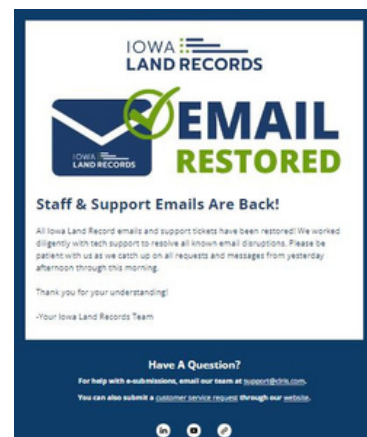 IOWA
LAND RECORDS
EMAIL
RESTORED
IOWA
LAND RECORDS
Staff & Support Emails Are Back!
All Iowa Land Record emails and support tickets have been restored! We worked
diligently with tech support to resolve all known email disruptions. Please be
patient with us as we catch up on all requests and messages from yesterday
afternoon through this morning.
Thank you for your understanding!
-Your Iowa Land Records Team
Have A Question?
For help with e-submissions, email our team at support@clris.com.
You can also submit a customer service request through our website.